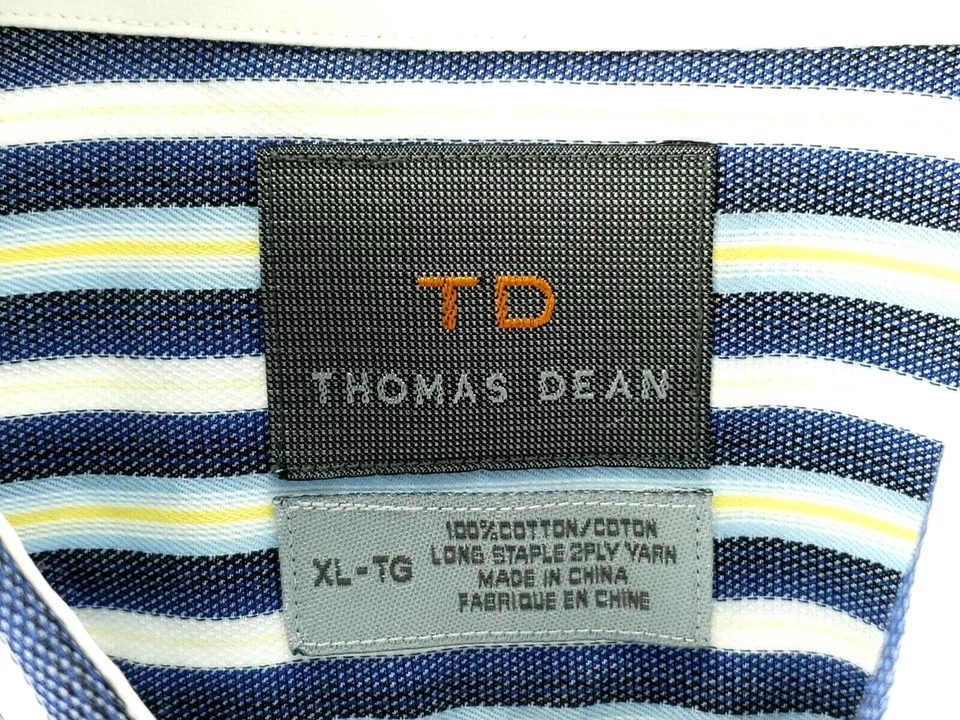 TD
THOMAS DEAN
XL-TG
100%COTTON/COTON
LONG STAPLE 2PLY YARN
MADE IN CHINA
FABRIQUE EN CHINE